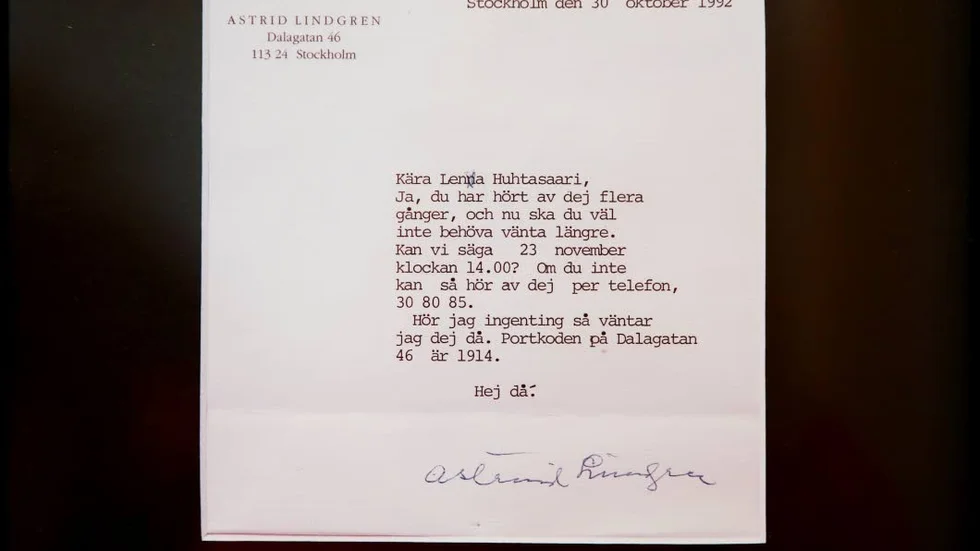 Stockholm den 30 oktober 1992
ASTRID LINDGREN
Dalagatan 46
113 24 Stockholm
Kära Lenna Huhtasaari,
Ja, du har hört av dej flera
gånger, och nu ska du väl
inte behöva vänta längre.
Kan vi säga 23 november
klockan 14.00? Om du inte
kan så hör av dej per telefon,
30 80 85.
Hör jag ingenting så väntar
jag dej då. Portkoden på Dalagatan
46 är 1914.
Hej då!
Astrid Lindgren